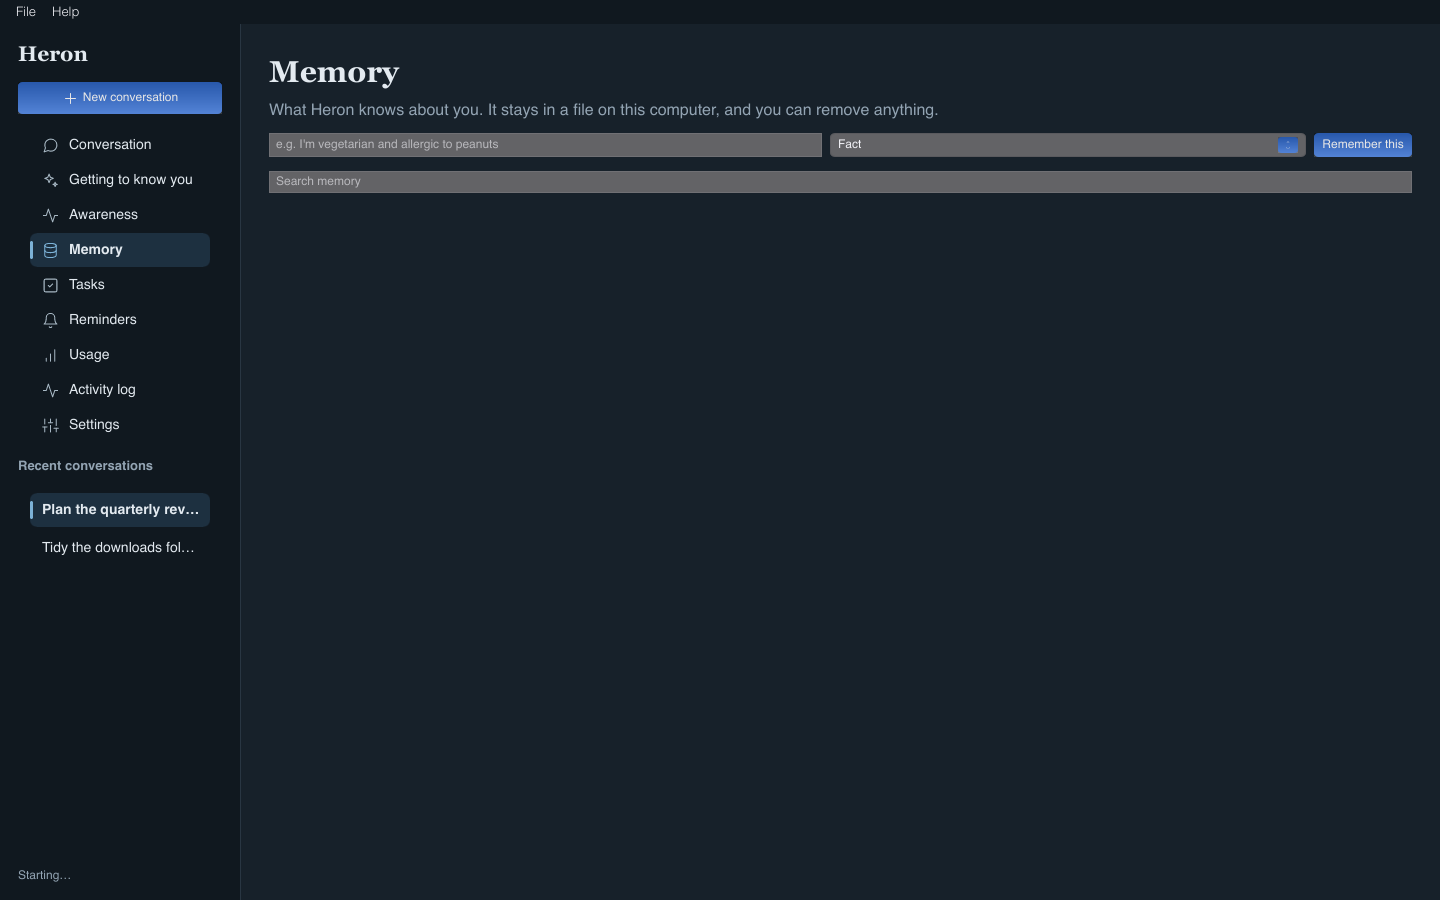 File Help
Heron
New conversation
Conversation
Getting to know you
Awareness
Memory
Tasks
Reminders
Usage
Activity log
Settings
Recent conversations
Plan the quarterly rev…
Tidy the downloads fol…
Starting…
Memory
What Heron knows about you. It stays in a file on this computer, and you can remove anything.
e.g. I'm vegetarian and allergic to peanuts Fact Remember this
Search memory